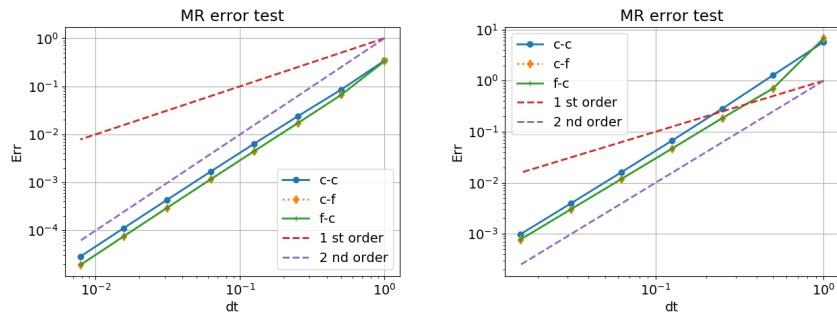 MR error test
10⁰
10⁻¹
10⁻²
10⁻³
10⁻⁴
Err
c-c
c-f
f-c
1 st order
2 nd order
10⁻² 10⁻¹ 10⁰
dt
MR error test
10¹
10⁰
10⁻¹
10⁻²
10⁻³
Err
c-c
c-f
f-c
1 st order
2 nd order
10⁻¹ 10⁰
dt